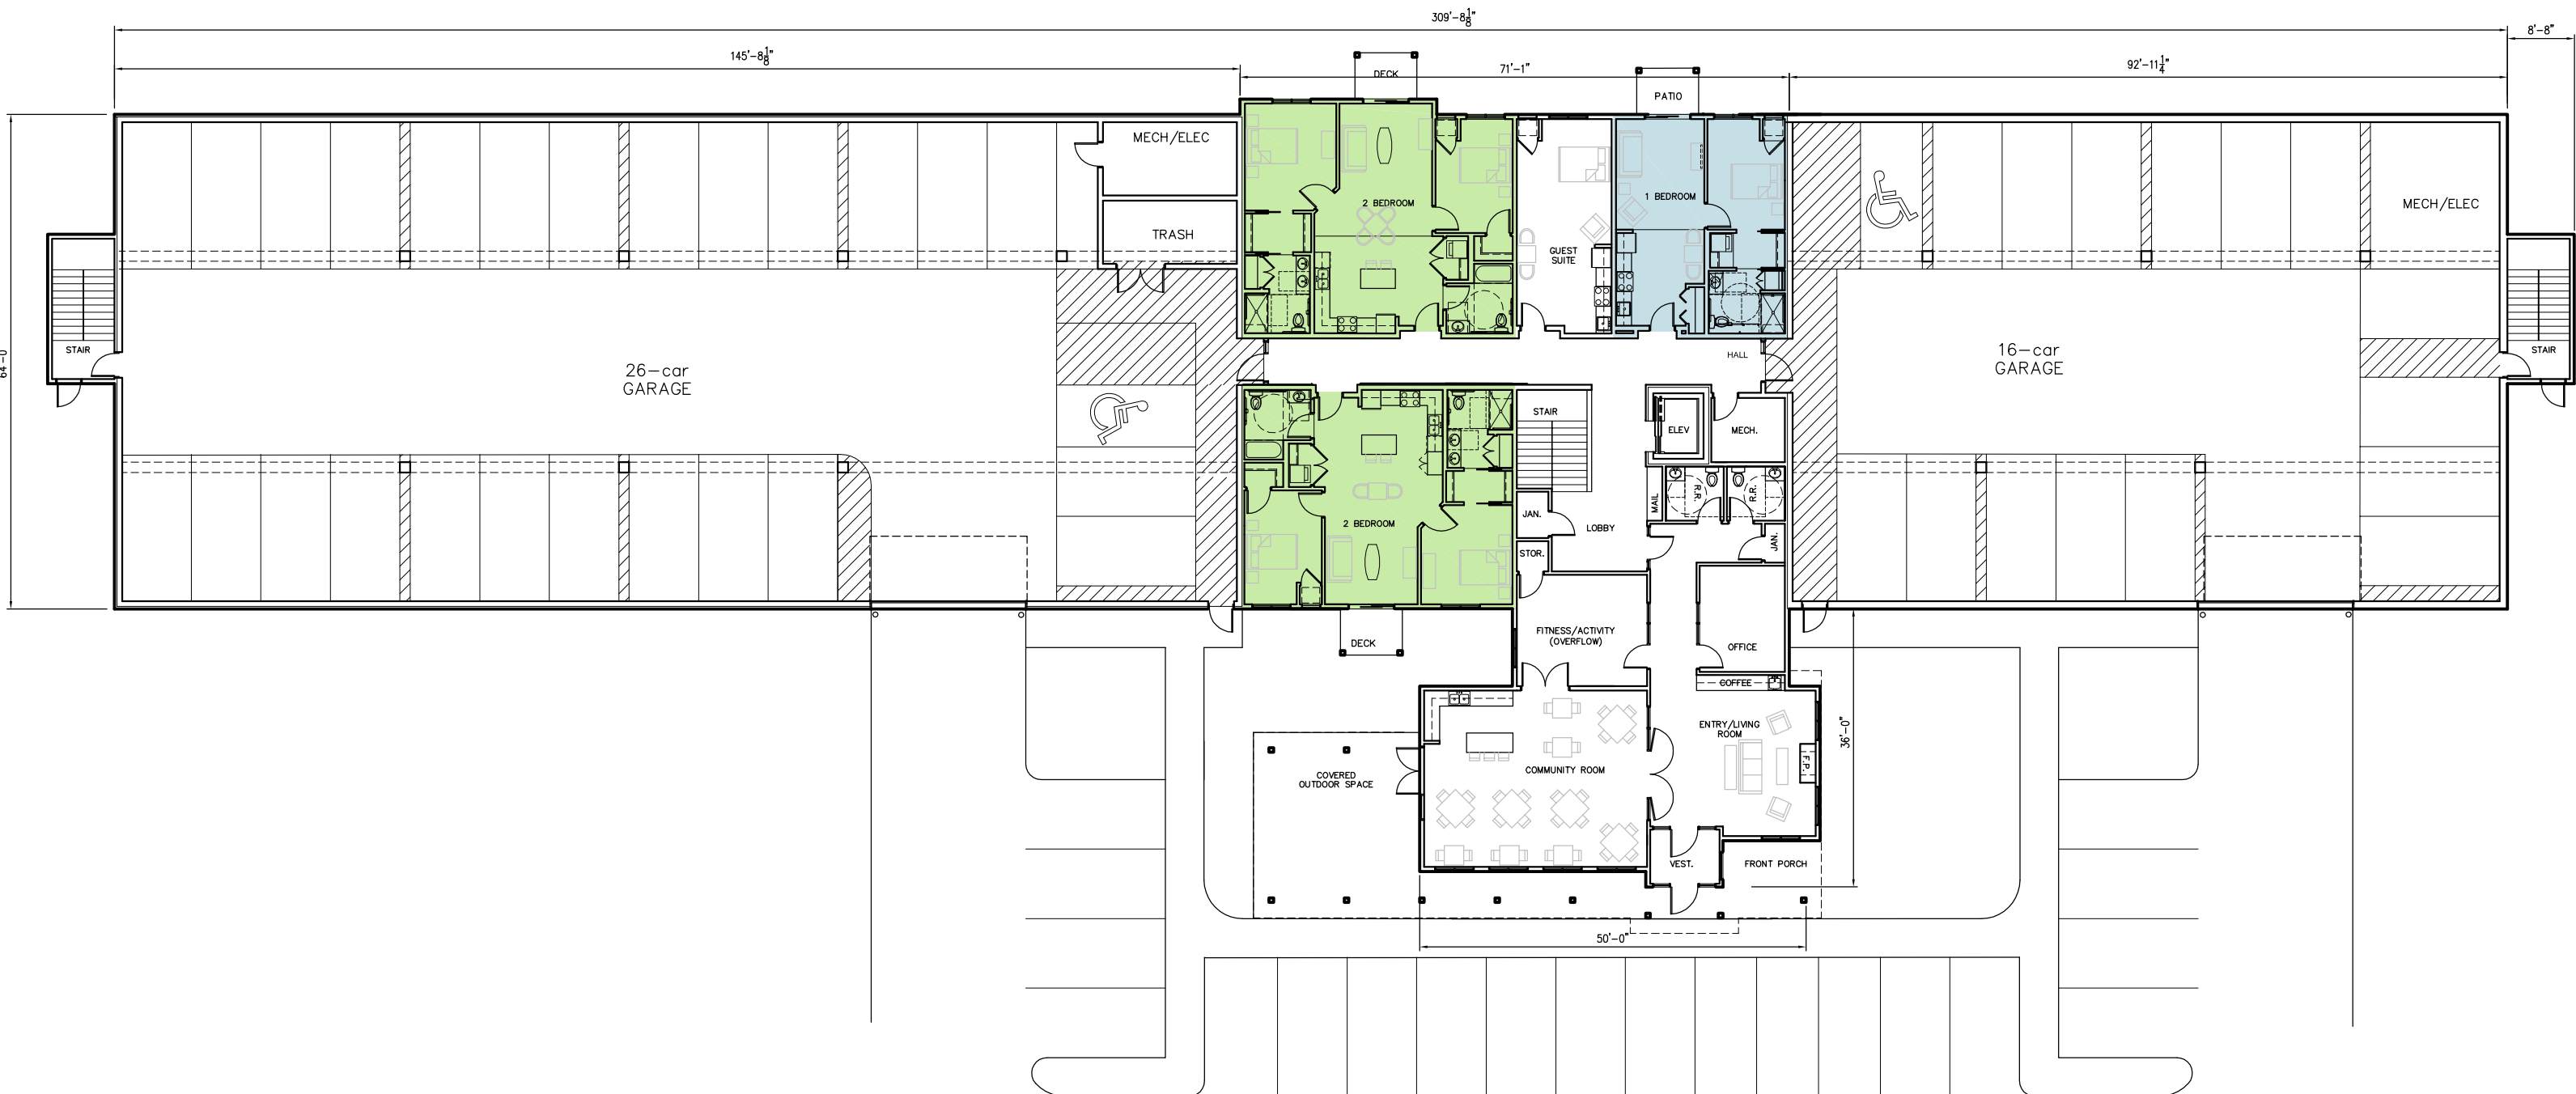 309'-8 1/8"
8'-8"
145'-8 1/8"
71'-1"
92'-11 1/4"
DECK
PATIO
MECH/ELEC
TRASH
2 BEDROOM
1 BEDROOM
GUEST
SUITE
MECH/ELEC
STAIR
64'-0
26-car
GARAGE
HALL
16-car
GARAGE
STAIR
STAIR
ELEV
MECH.
MAIL
R.R.
R.R.
JAN.
LOBBY
2 BEDROOM
STOR.
JAN.
FITNESS/ACTIVITY
(OVERFLOW)
OFFICE
DECK
COFFEE
ENTRY/LIVING
ROOM
36'-0"
F.P.
COMMUNITY ROOM
COVERED
OUTDOOR SPACE
VEST.
FRONT PORCH
50'-0"